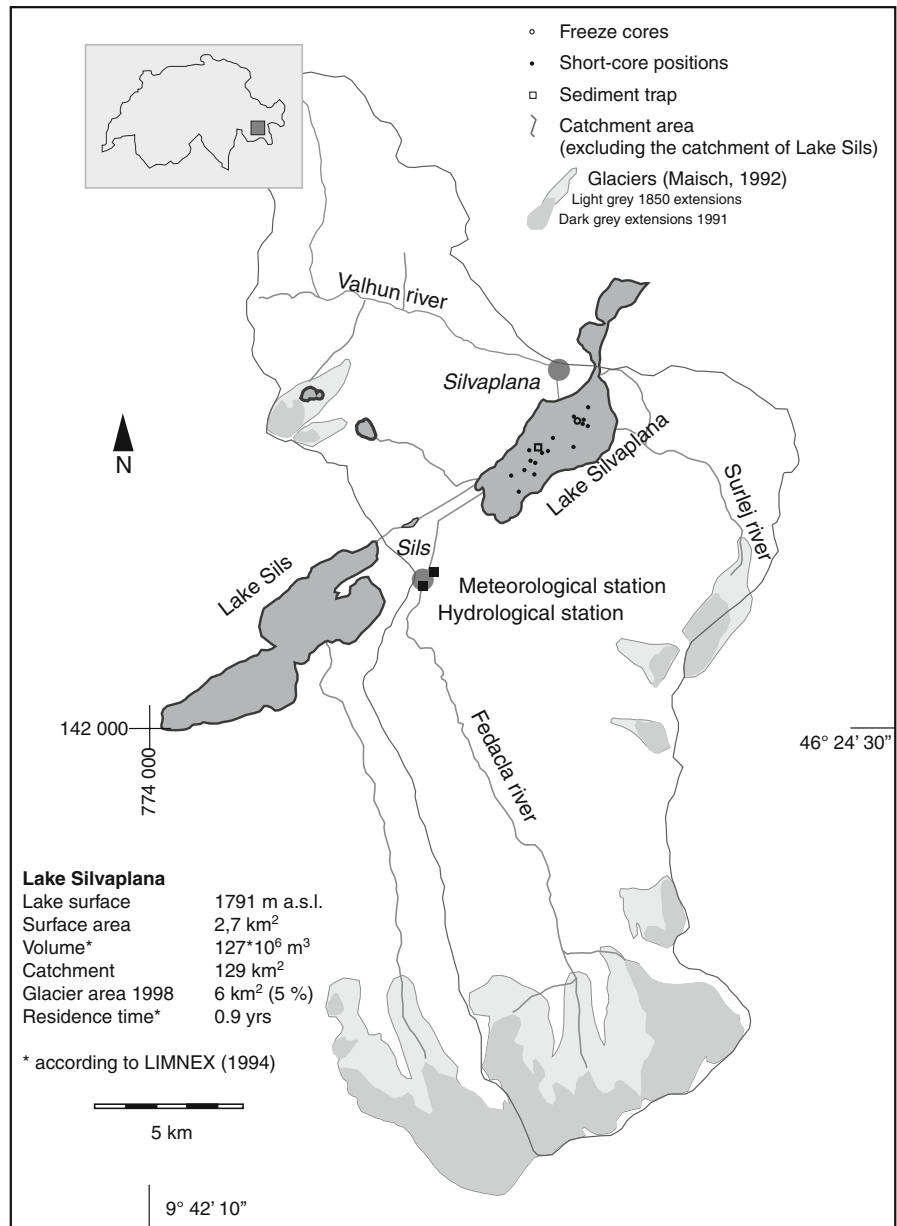 Freeze cores
Short-core positions
Sediment trap
Catchment area
(excluding the catchment of Lake Sils)
Glaciers (Maisch, 1992)
Light grey 1850 extensions
Dark grey extensions 1991
Valhun river
Silvaplana
N
Lake Silvaplana
Surlej river
Sils
Lake Sils
Meteorological station
Hydrological station
Fedacla river
142 000
774 000
46° 24' 30"
Lake Silvaplana
Lake surface 1791 m a.s.l.
Surface area 2,7 km²
Volume* 127*10⁶ m³
Catchment 129 km²
Glacier area 1998 6 km² (5 %)
Residence time* 0.9 yrs
* according to LIMNEX (1994)
5 km
9° 42' 10"